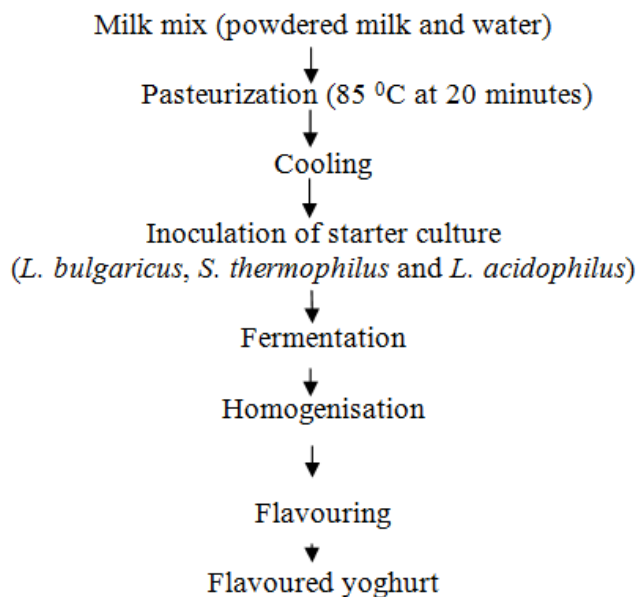 Milk mix (powdered milk and water)
Pasteurization (85 ⁰C at 20 minutes)
Cooling
Inoculation of starter culture
(L. bulgaricus, S. thermophilus and L. acidophilus)
Fermentation
Homogenisation
Flavouring
Flavoured yoghurt